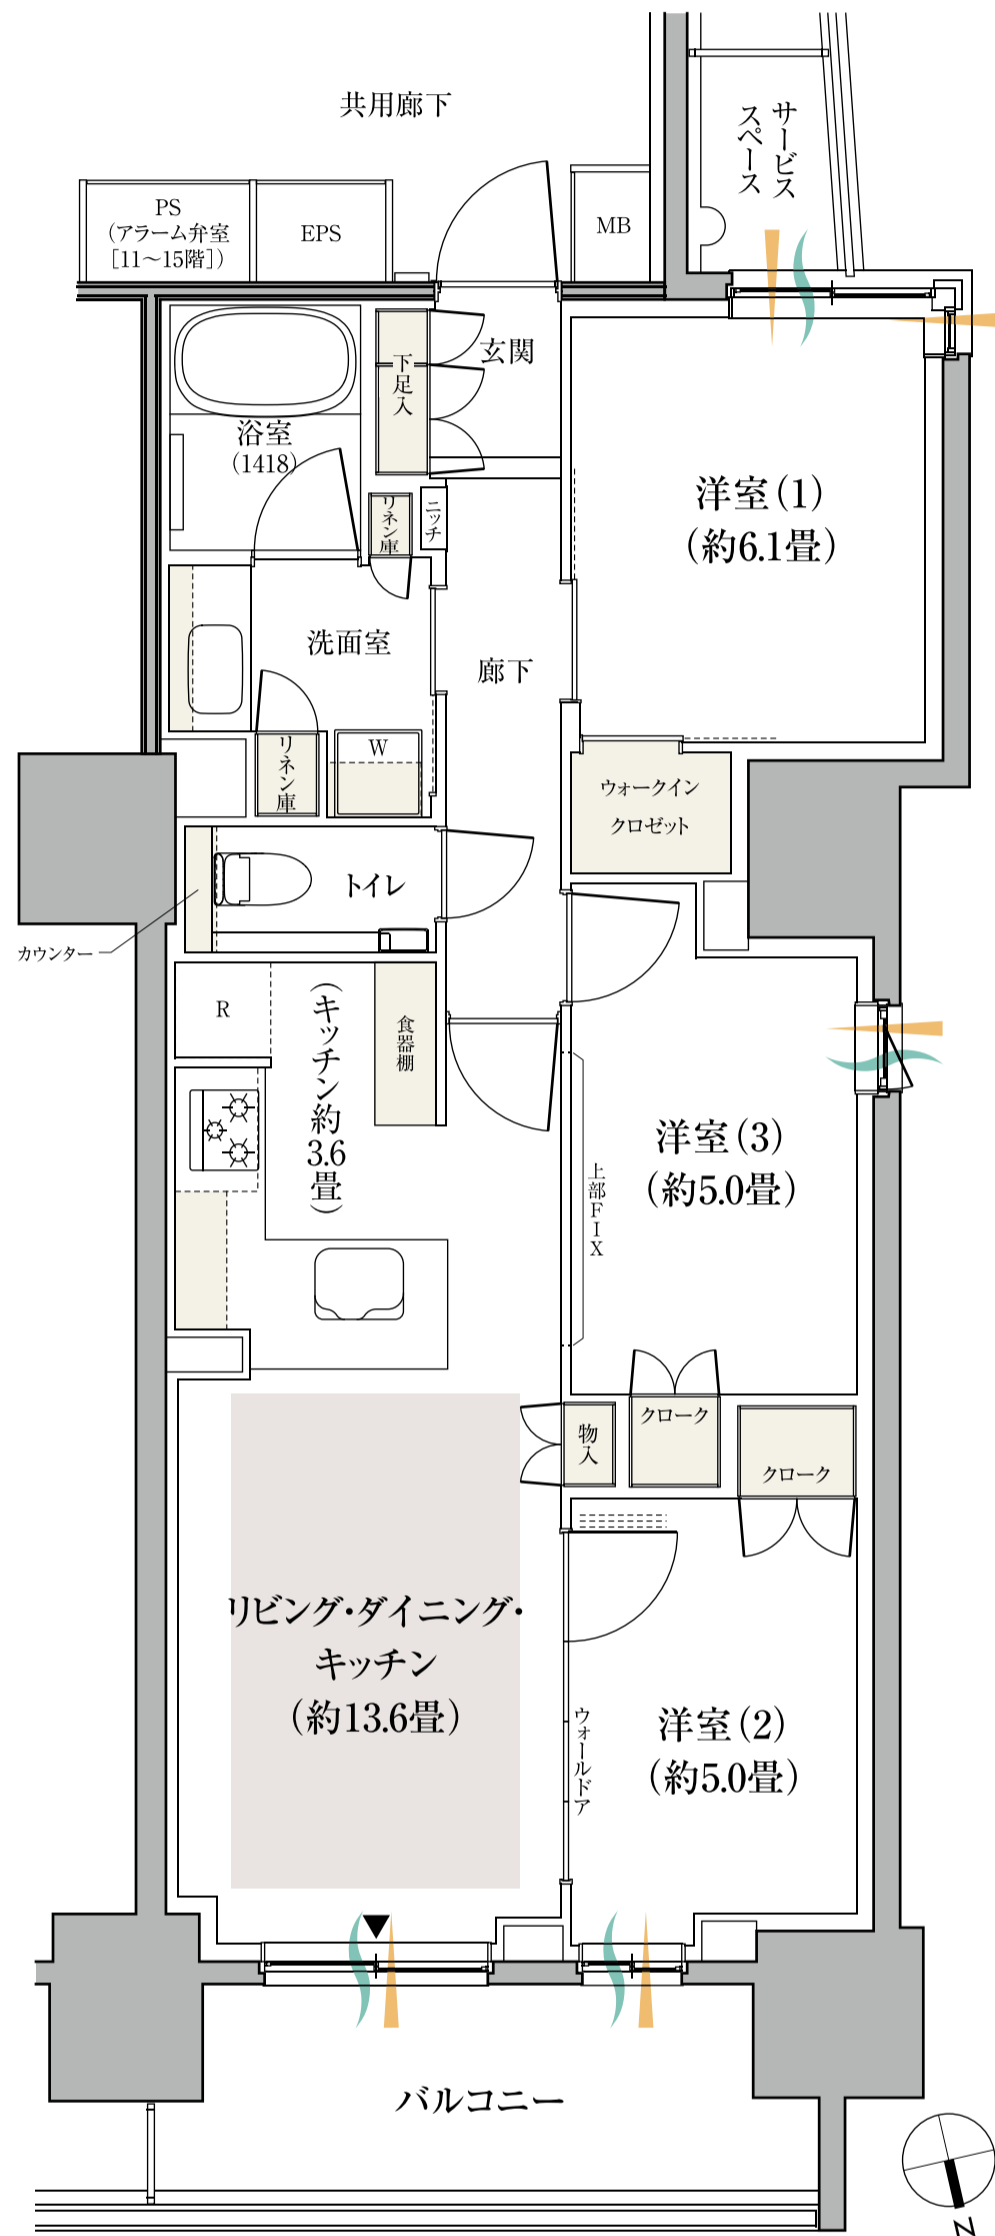 共用廊下
サービス
スペース
PS
（アラーム弁室
［11～15階］）
EPS
MB
玄関
下足入
浴室
（1418）
リネン庫
ニッチ
洋室（1）
（約6.1畳）
洗面室
廊下
リネン庫
W
ウォークイン
クロゼット
トイレ
カウンター
R
（キッチン約3.6畳）
食器棚
洋室（3）
（約5.0畳）
上部FIX
物入
クローク
クローク
リビング・ダイニング・
キッチン
（約13.6畳）
ウォールドア
洋室（2）
（約5.0畳）
バルコニー
N